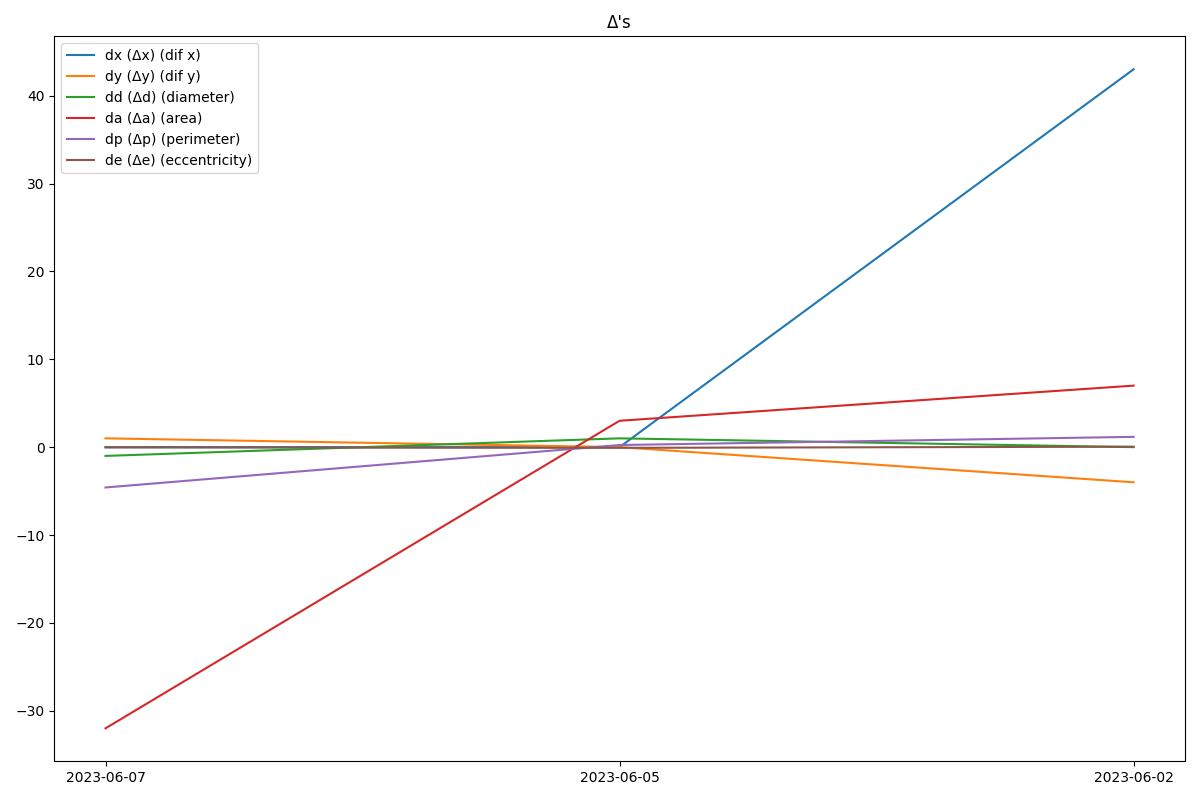 Δ's
dx (Δx) (dif x)
dy (Δy) (dif y)
dd (Δd) (diameter)
da (Δa) (area)
dp (Δp) (perimeter)
de (Δe) (eccentricity)
40
30
20
10
0
−10
−20
−30
2023-06-07
2023-06-05
2023-06-02